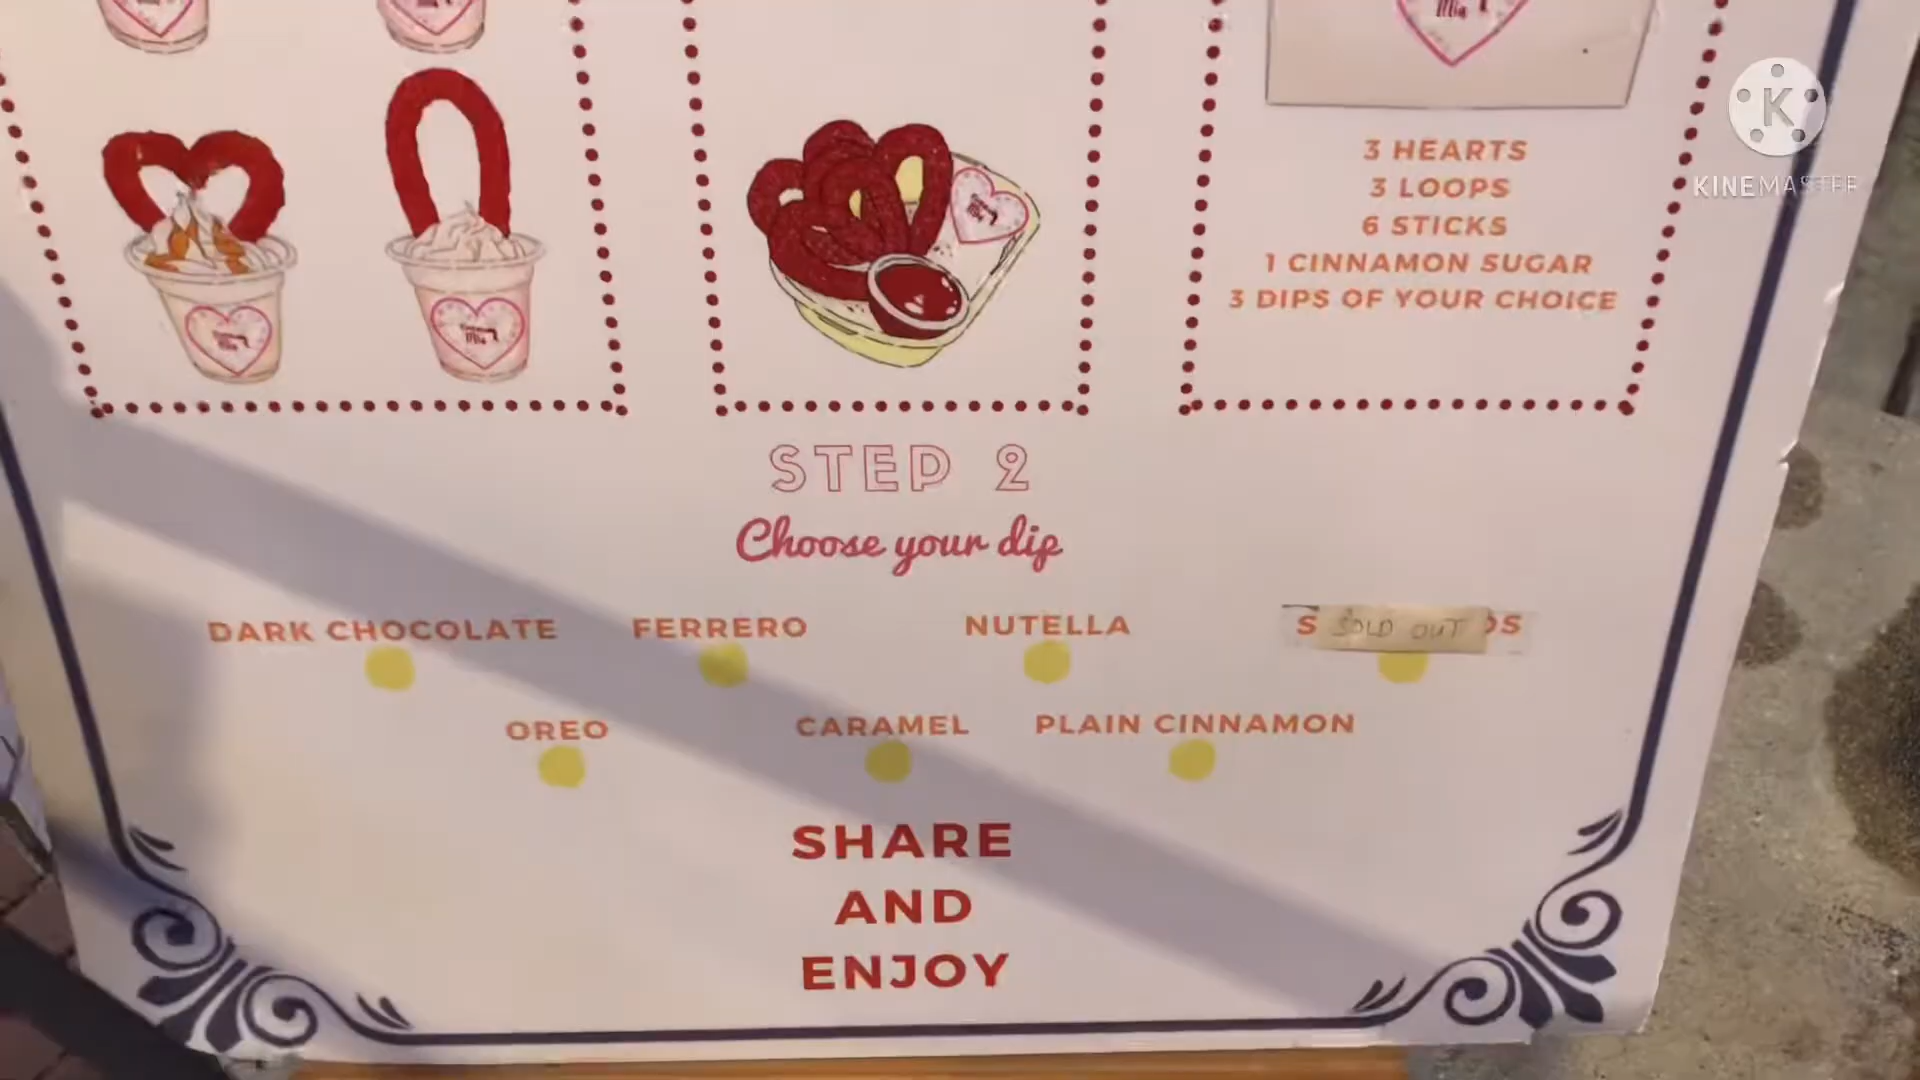 3 HEARTS
3 LOOPS
6 STICKS
1 CINNAMON SUGAR
3 DIPS OF YOUR CHOICE
KINEMASTER
STEP 2
Choose your dip
DARK CHOCOLATE
FERRERO
NUTELLA
SOLD OUT
OREO
CARAMEL
PLAIN CINNAMON
SHARE
AND
ENJOY